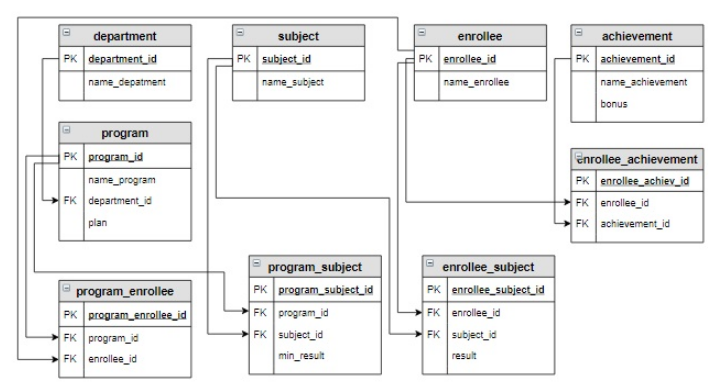 department
PK department_id
name_depatment
subject
PK subject_id
name_subject
enrollee
PK enrollee_id
name_enrollee
achievement
PK achievement_id
name_achievement
bonus
program
PK program_id
name_program
FK department_id
plan
enrollee_achievement
PK enrollee_achiev_id
FK enrollee_id
FK achievement_id
program_enrollee
PK program_enrollee_id
FK program_id
FK enrollee_id
program_subject
PK program_subject_id
FK program_id
FK subject_id
min_result
enrollee_subject
PK enrollee_subject_id
FK enrollee_id
FK subject_id
result